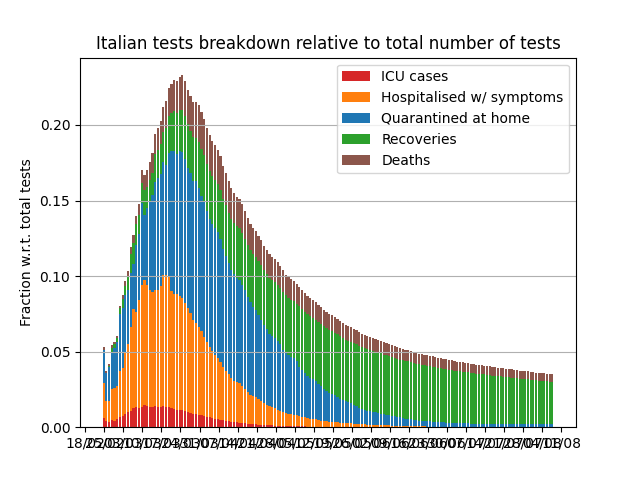 Italian tests breakdown relative to total number of tests
ICU cases
Hospitalised w/ symptoms
Quarantined at home
Recoveries
Deaths
Fraction w.r.t. total tests
0.20
0.15
0.10
0.05
0.00